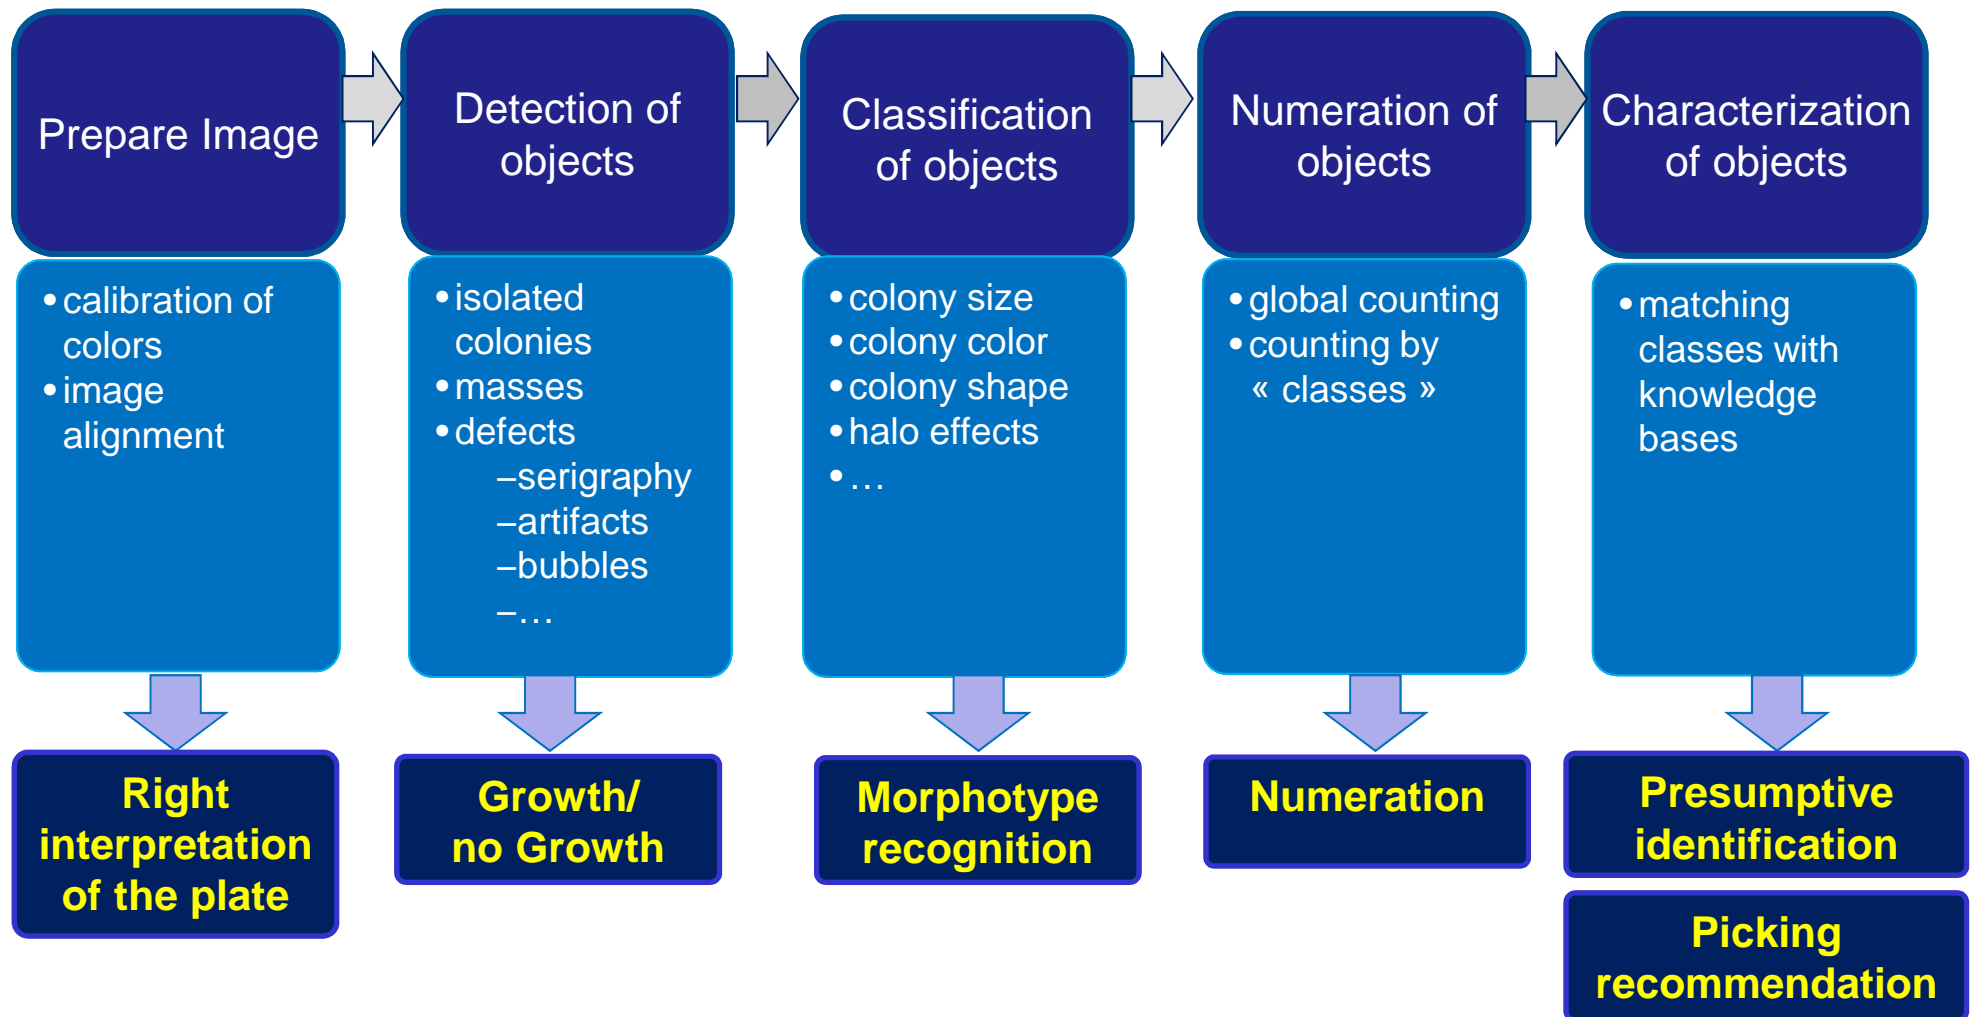 Prepare Image
• calibration of
colors
• image
alignment
Right
interpretation
of the plate
Detection of
objects
• isolated
colonies
• masses
• defects
–serigraphy
–artifacts
–bubbles
–…
Growth/
no Growth
Classification
of objects
• colony size
• colony color
• colony shape
• halo effects
• …
Morphotype
recognition
Numeration of
objects
• global counting
• counting by
« classes »
Numeration
Characterization
of objects
• matching
classes with
knowledge
bases
Presumptive
identification
Picking
recommendation